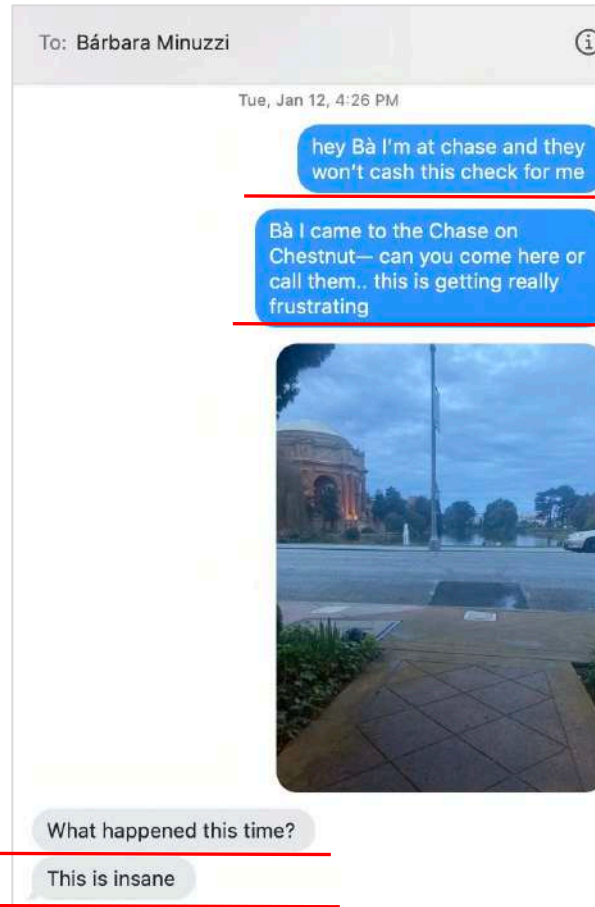 To: Bárbara Minuzzi
Tue, Jan 12, 4:26 PM
hey Bà I'm at chase and they
won't cash this check for me
Bà I came to the Chase on
Chestnut— can you come here or
call them.. this is getting really
frustrating
What happened this time?
This is insane